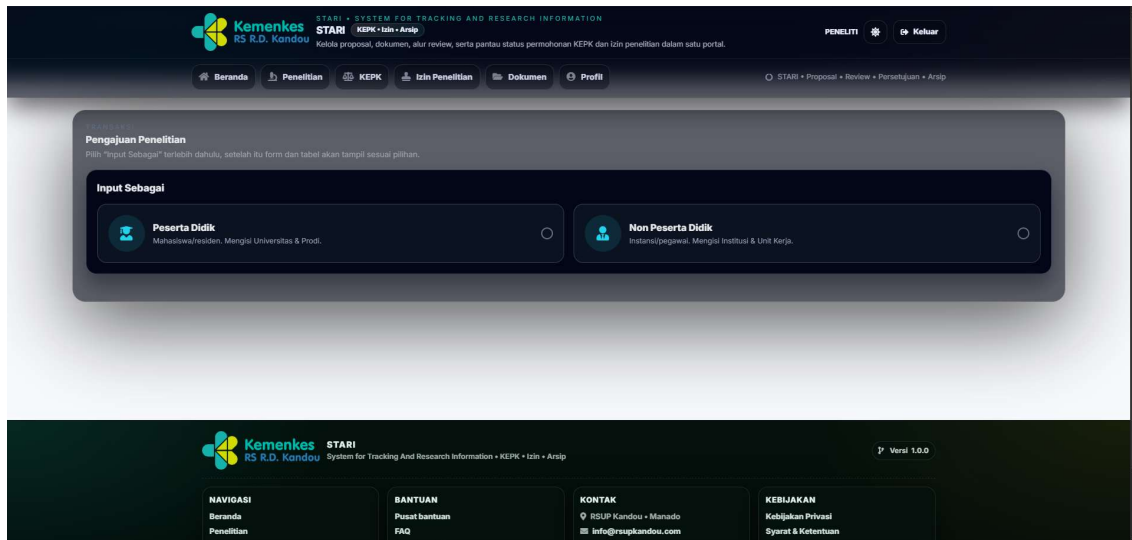 Kemenkes
RS R.D. Kandou
STARI • SYSTEM FOR TRACKING AND RESEARCH INFORMATION
STARI KEPK • Izin • Arsip
Kelola proposal, dokumen, alur review, serta pantau status permohonan KEPK dan izin penelitian dalam satu portal.
PENELITI
Keluar
Beranda Penelitian KEPK Izin Penelitian Dokumen Profil
STARI • Proposal • Review • Persetujuan • Arsip
Pengajuan Penelitian
Pilih "Input Sebagai" terlebih dahulu, setelah itu form dan tabel akan tampil sesuai pilihan.
Input Sebagai
Peserta Didik
Mahasiswa/residen. Mengisi Universitas & Prodi.
Non Peserta Didik
Instansi/pegawai. Mengisi Institusi & Unit Kerja.
Kemenkes
RS R.D. Kandou
STARI
System for Tracking And Research Information • KEPK • Izin • Arsip
Versi 1.0.0
NAVIGASI
Beranda
Penelitian
BANTUAN
Pusat bantuan
FAQ
KONTAK
RSUP Kandou • Manado
info@rsupkandou.com
KEBIJAKAN
Kebijakan Privasi
Syarat & Ketentuan